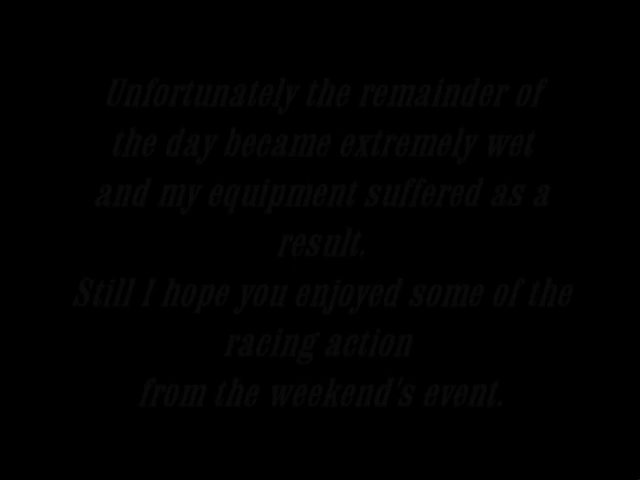 Unfortunately the remainder of
the day became extremely wet
and my equipment suffered as a
result.
Still I hope you enjoyed some of the
racing action
from the weekend's event.